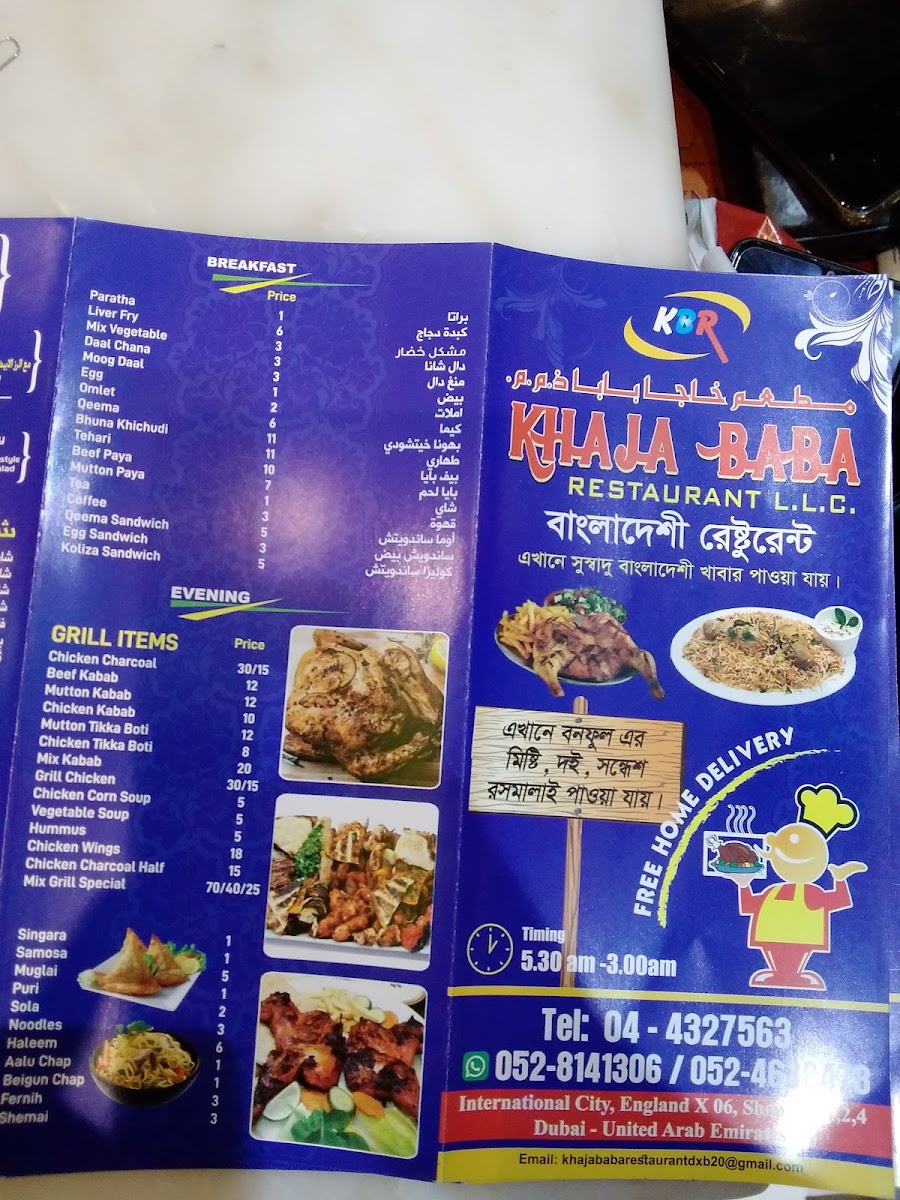 BREAKFAST
Price
Paratha 1 براتا
Liver Fry 6 كبدة دجاج
Mix Vegetable 3 مشكل خضار
Daal Chana 3 دال شانا
Moog Daal 3 منغ دال
Egg 1 بيض
Omlet 2 املات
Qeema 6 كيما
Bhuna Khichudi 11 بهونا خيتشودي
Tehari 11 طهاري
Beef Paya 10 بيف بايا
Mutton Paya 7 بايا لحم
Tea 1 شاي
Coffee 3 قهوة
Qeema Sandwich 5 أوما ساندويتش
Egg Sandwich 3 ساندويش بيض
Koliza Sandwich 5 كوليزا ساندويتش
EVENING
GRILL ITEMS Price
Chicken Charcoal 30/15
Beef Kabab 12
Mutton Kabab 12
Chicken Kabab 10
Mutton Tikka Boti 12
Chicken Tikka Boti 8
Mix Kabab 20
Grill Chicken 30/15
Chicken Corn Soup 5
Vegetable Soup 5
Hummus 5
Chicken Wings 18
Chicken Charcoal Half 15
Mix Grill Special 70/40/25
Singara 1
Samosa 1
Muglai 5
Puri 1
Sola 2
Noodles 3
Haleem 6
Aalu Chap 1
Beigun Chap 1
Fernih 3
Shemai 3
KBR
مطعم خاجا بابا ذ.م.م.
KHAJA BABA
RESTAURANT L.L.C.
বাংলাদেশী রেষ্টুরেন্ট
এখানে সুস্বাদু বাংলাদেশী খাবার পাওয়া যায়।
এখানে বনফুল এর
মিষ্টি, দই, সন্ধেশ
রসমালাই পাওয়া যায়।
FREE HOME DELIVERY
Timing
5.30 am -3.00am
Tel: 04 - 4327563
052-8141306 /
International City, England X 06,
Dubai - United Arab
Email: khajababarestaurantdxb20@gmail.com